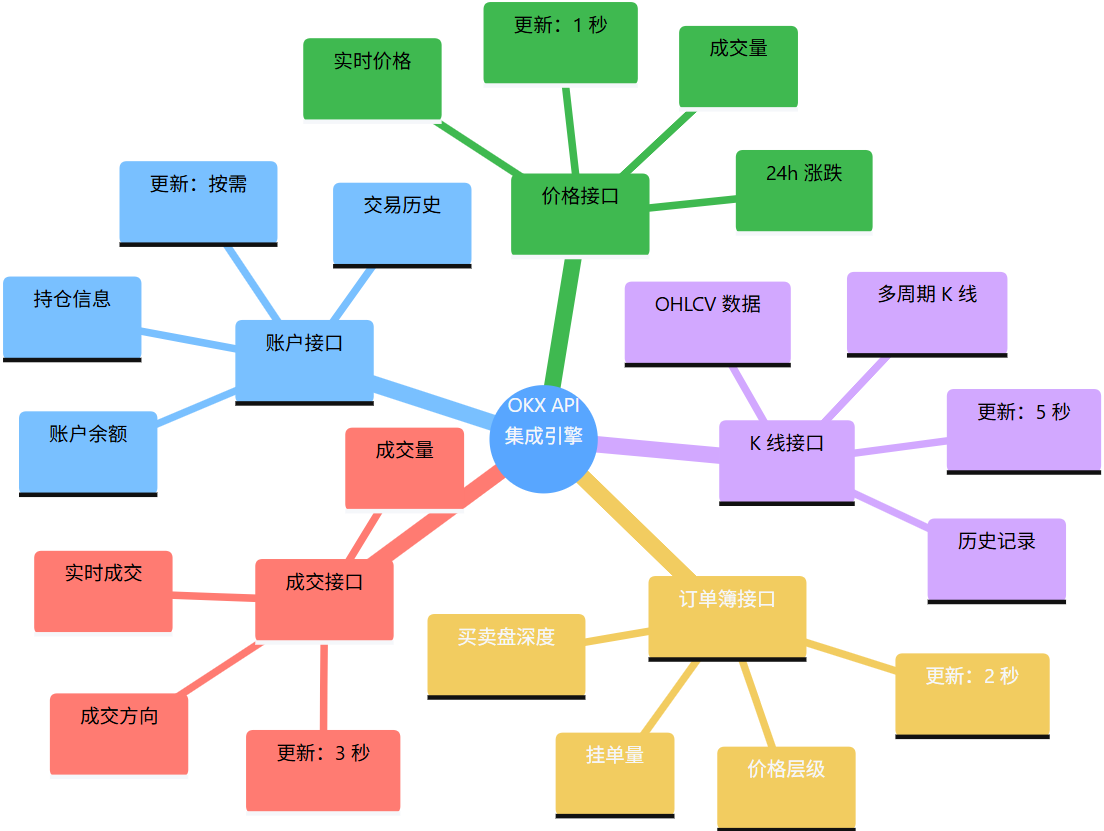 更新：1 秒
实时价格
成交量
24h 涨跌
价格接口
更新：按需
交易历史
持仓信息
账户接口
账户余额
OHLCV 数据
多周期 K 线
更新：5 秒
K 线接口
历史记录
OKX API
集成引擎
成交量
实时成交
成交接口
成交方向
更新：3 秒
订单簿接口
买卖盘深度
更新：2 秒
挂单量
价格层级